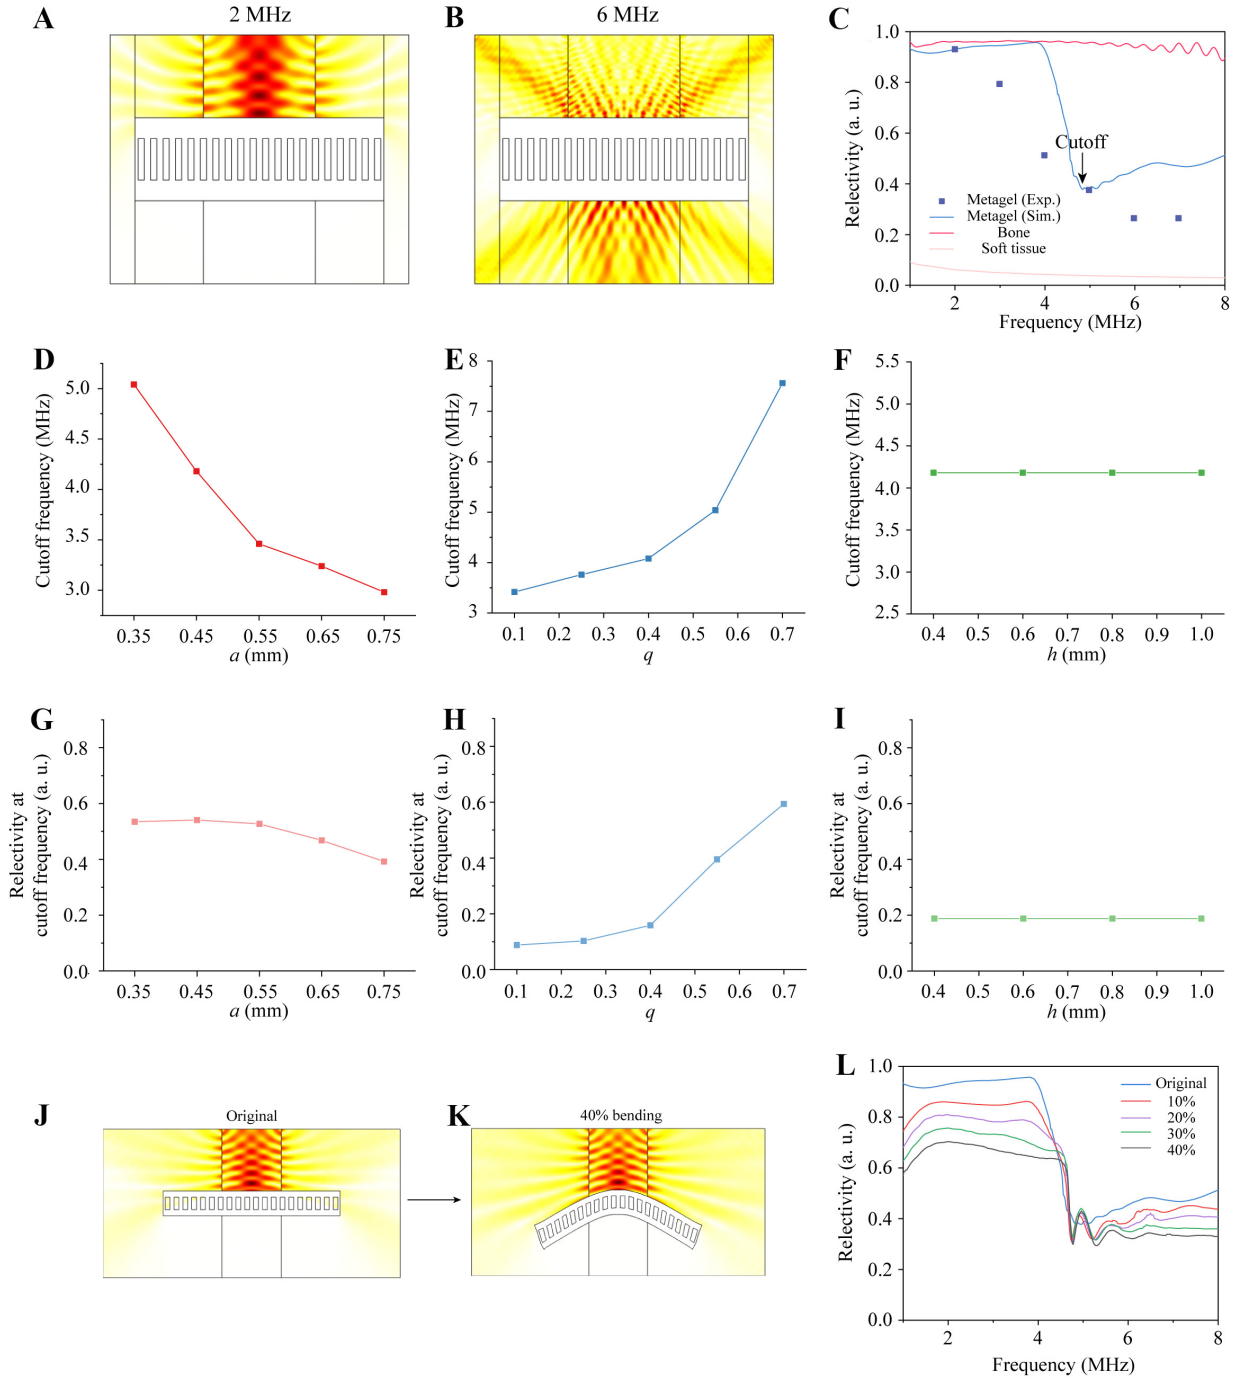 A
2 MHz
B
6 MHz
C
1.0
0.8
0.6
0.4
0.2
0.0
Relectivity (a. u.)
Cutoff
Metagel (Exp.)
Metagel (Sim.)
Bone
Soft tissue
2
4
6
8
Frequency (MHz)
D
5.0
4.5
4.0
3.5
3.0
Cutoff frequency (MHz)
0.35
0.45
0.55
0.65
0.75
a (mm)
E
8
7
6
5
4
3
Cutoff frequency (MHz)
0.1
0.2
0.3
0.4
0.5
0.6
0.7
q
F
5.5
5.0
4.5
4.0
3.5
3.0
2.5
Cutoff frequency (MHz)
0.4
0.5
0.6
0.7
0.8
0.9
1.0
h (mm)
G
0.8
0.6
0.4
0.2
0.0
Relectivity at
cutoff frequency (a. u.)
0.35
0.45
0.55
0.65
0.75
a (mm)
H
0.8
0.6
0.4
0.2
0.0
Relectivity at
cutoff frequency (a. u.)
0.1
0.2
0.3
0.4
0.5
0.6
0.7
q
I
0.8
0.6
0.4
0.2
0.0
Relectivity at
cutoff frequency (a. u.)
0.4
0.5
0.6
0.7
0.8
0.9
1.0
h (mm)
J
Original
K
40% bending
L
1.0
0.8
0.6
0.4
0.2
0.0
Relectivity (a. u.)
Original
10%
20%
30%
40%
2
4
6
8
Frequency (MHz)